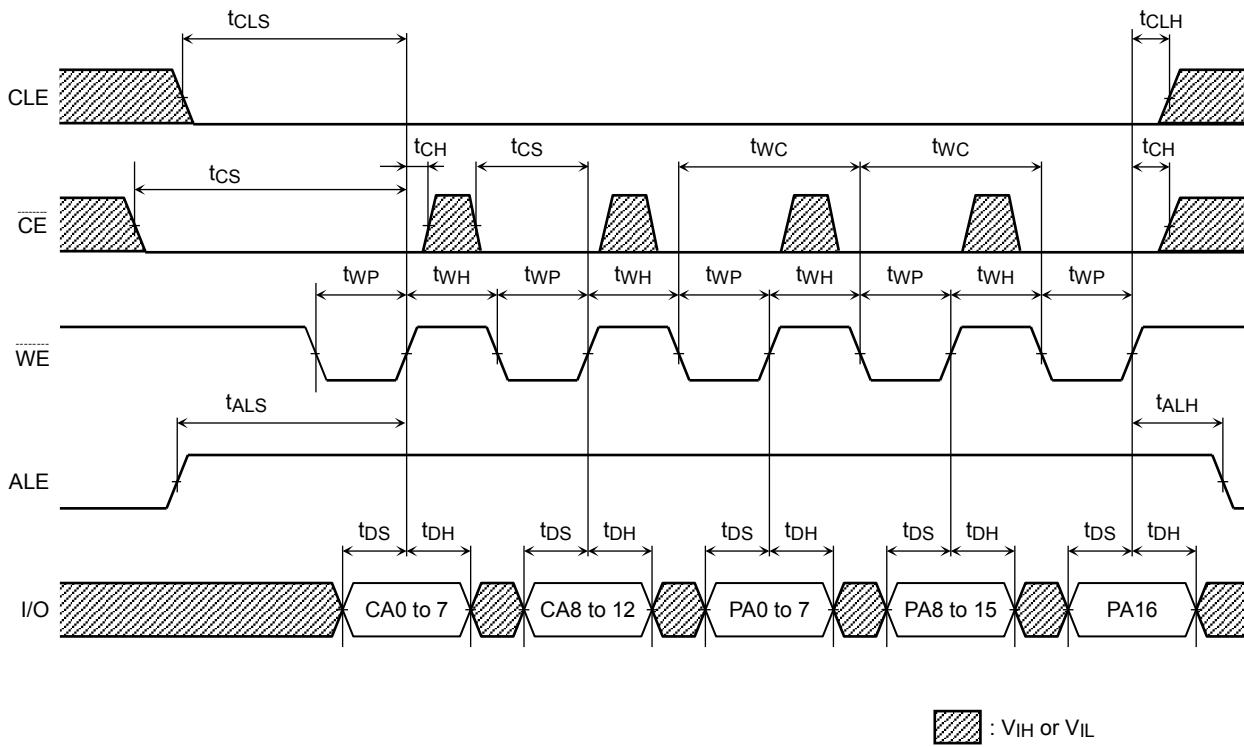 tCLS
tCLH
CLE
tCH
tCS
tWC
tWC
tCH
tCS
CE
tWP
tWH
tWP
tWH
tWP
tWH
tWP
tWH
tWP
WE
tALS
tALH
ALE
tDS
tDH
tDS
tDH
tDS
tDH
tDS
tDH
tDS
tDH
I/O
CA0 to 7
CA8 to 12
PA0 to 7
PA8 to 15
PA16
: VIH or VIL